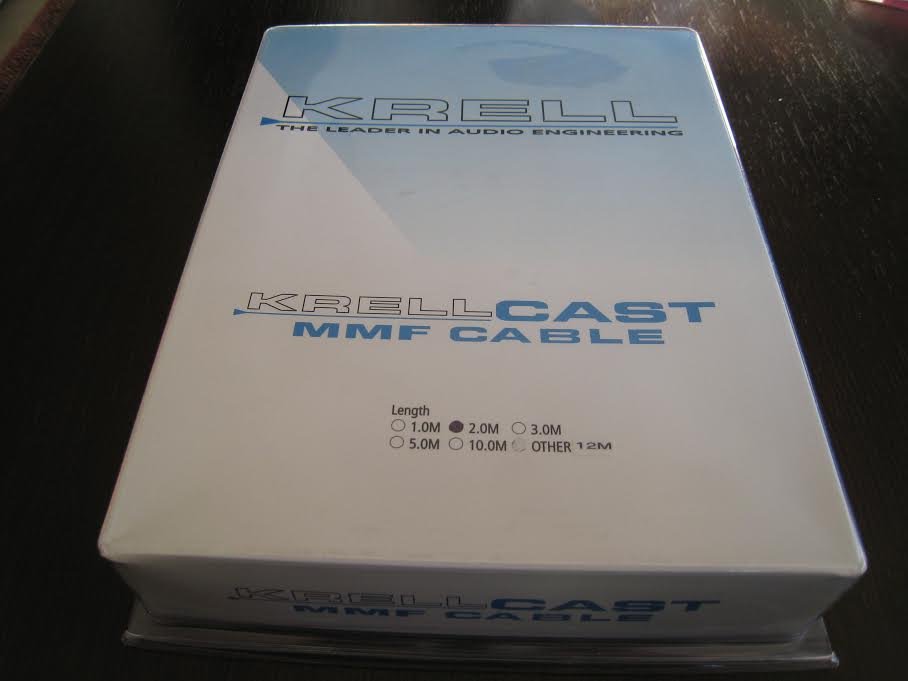 KRELL
THE LEADER IN AUDIO ENGINEERING
KRELLCAST
MMF CABLE
Length
1.0M 2.0M 3.0M
5.0M 10.0M OTHER 12M
KRELLCAST
MMF CABLE